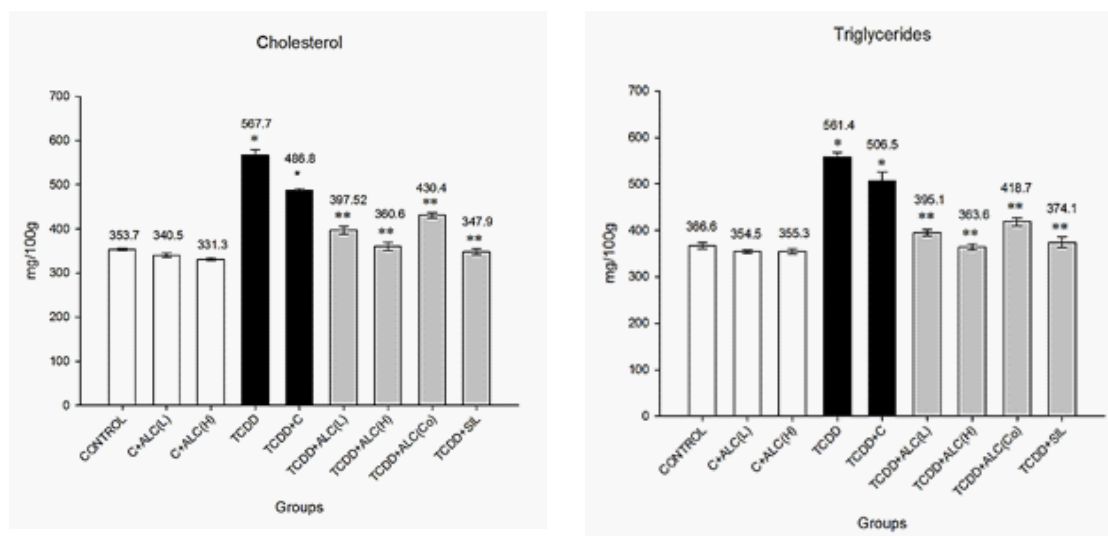 Cholesterol
700
600
500
400
300
200
100
0
mg/100g
353.7
340.5
331.3
567.7
*
486.8
*
397.52
**
360.6
**
430.4
**
347.9
**
CONTROL
C+ALC(L)
C+ALC(H)
TCDD
TCDD+C
TCDD+ALC(L)
TCDD+ALC(H)
TCDD+ALC(Co)
TCDD+SIL
Groups
Triglycerides
700
600
500
400
300
200
100
0
mg/100g
366.6
354.5
355.3
561.4
*
506.5
*
395.1
**
363.6
**
418.7
**
374.1
**
CONTROL
C+ALC(L)
C+ALC(H)
TCDD
TCDD+C
TCDD+ALC(L)
TCDD+ALC(H)
TCDD+ALC(Co)
TCDD+SIL
Groups